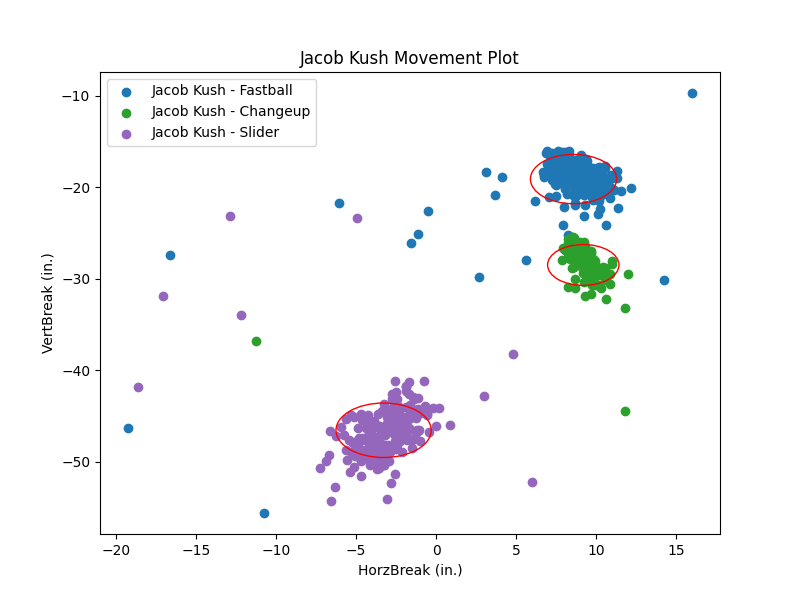 Jacob Kush Movement Plot
Jacob Kush - Fastball
Jacob Kush - Changeup
Jacob Kush - Slider
VertBreak (in.)
−10
−20
−30
−40
−50
−20 −15 −10 −5 0 5 10 15
HorzBreak (in.)